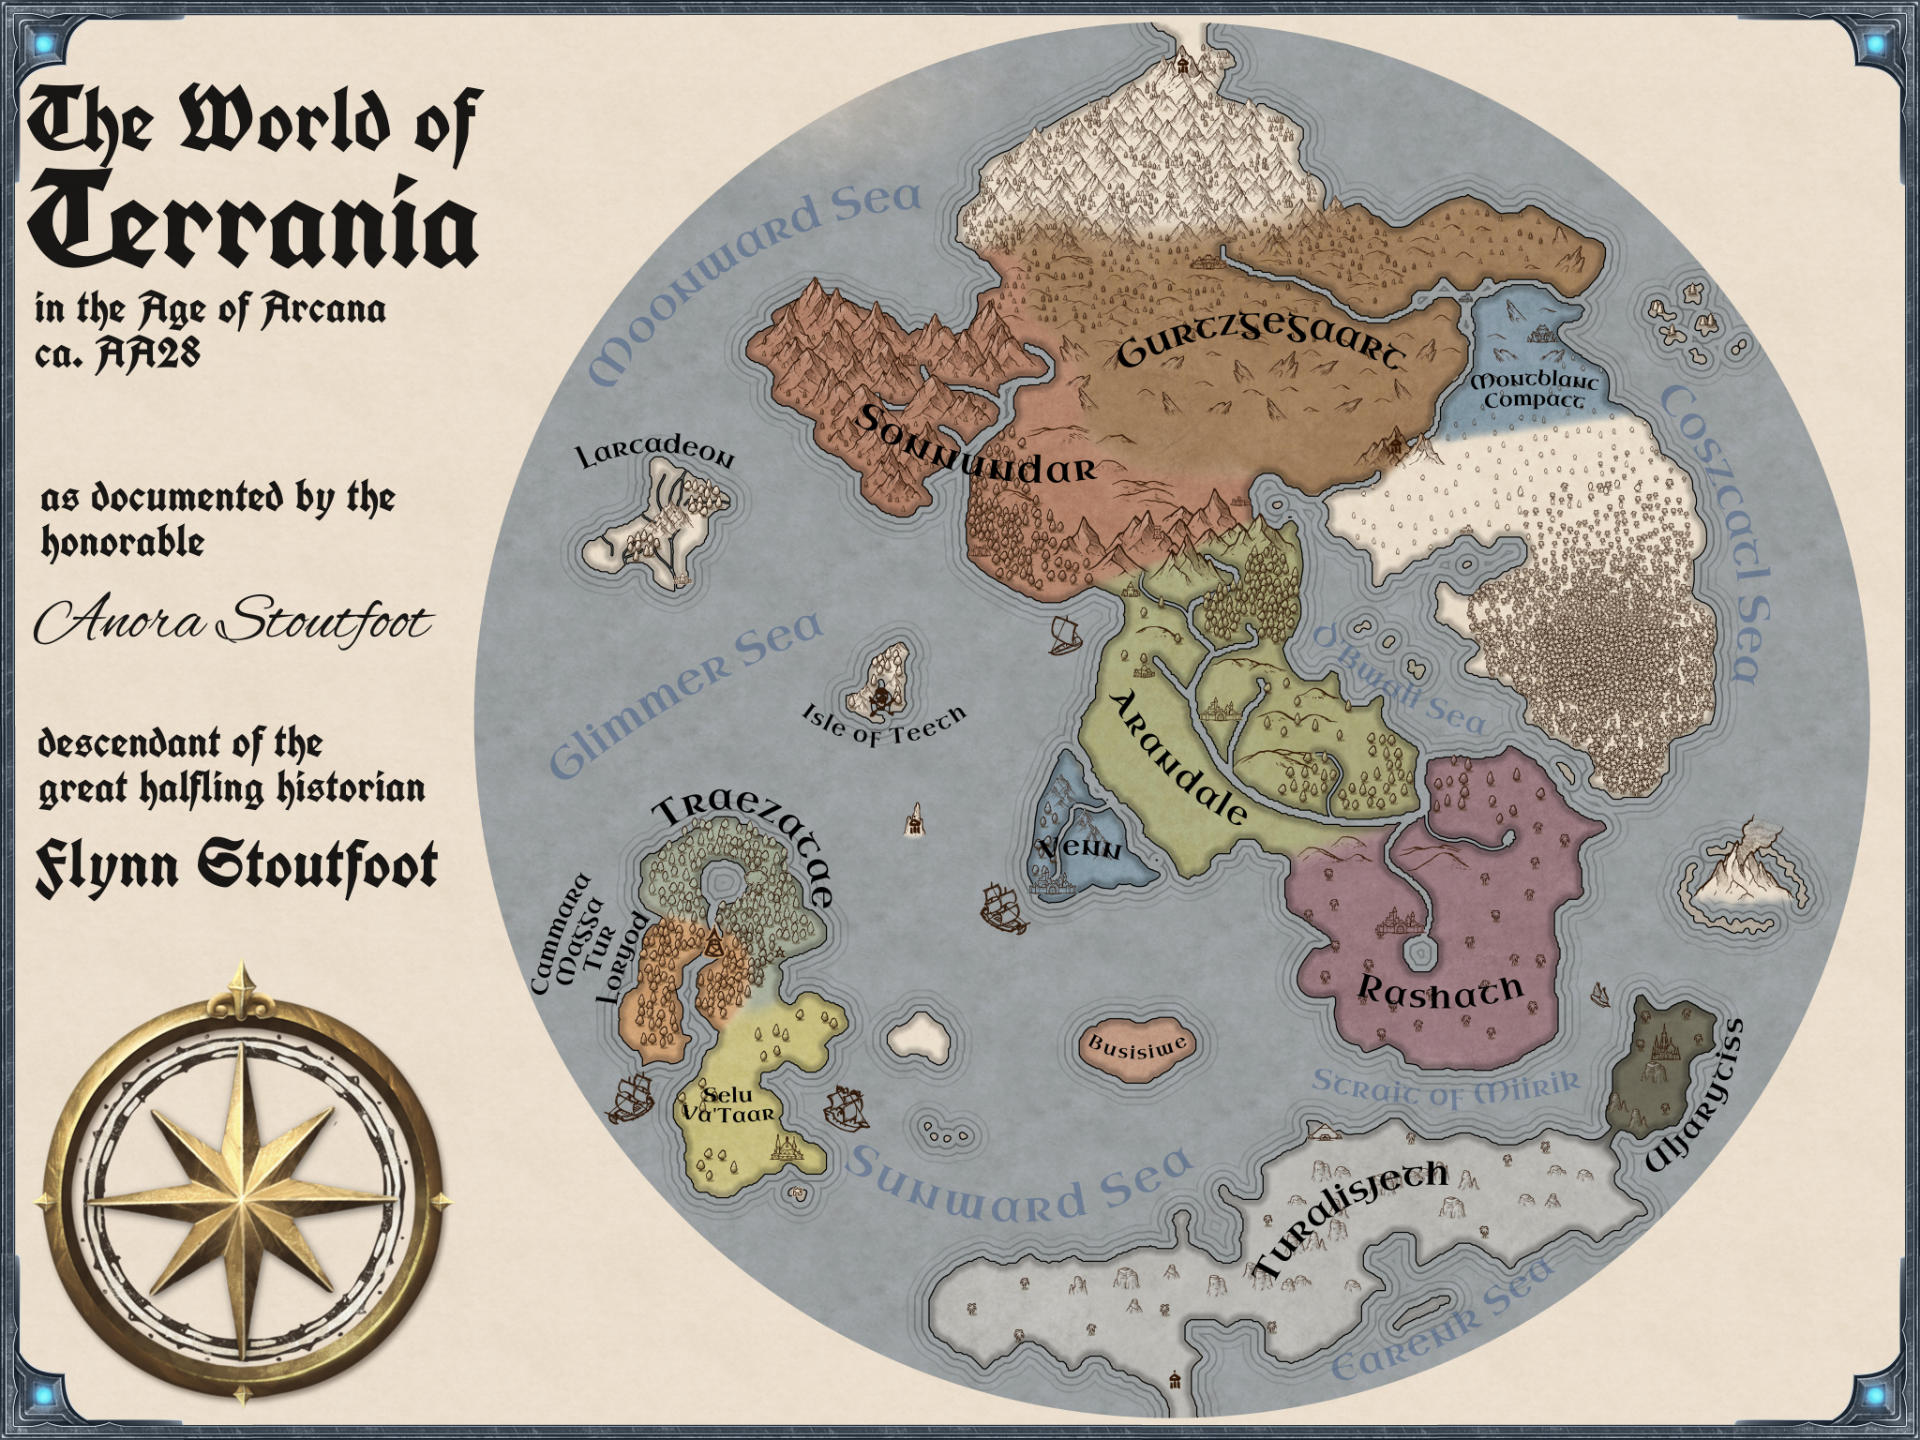 The World of
Terrania
in the Age of Arcana
ca. AA28
as documented by the
honorable
Anora Stoutfoot
descendant of the
great halfling historian
Flynn Stoutfoot
Moonward Sea
Gurtzgegaart
Montblanc
Compact
Coszcatl Sea
Sonnundar
Larcadeon
Glimmer Sea
Isle of Teeth
O'Bwali Sea
Arandale
Venn
Traezatae
Cammara
Massa
Tur
Loryod
Rashath
Busisiwe
Selu
Va'Taar
Strait of Miirik
Aljarytiss
Sunward Sea
Turalisjeth
Earenk Sea